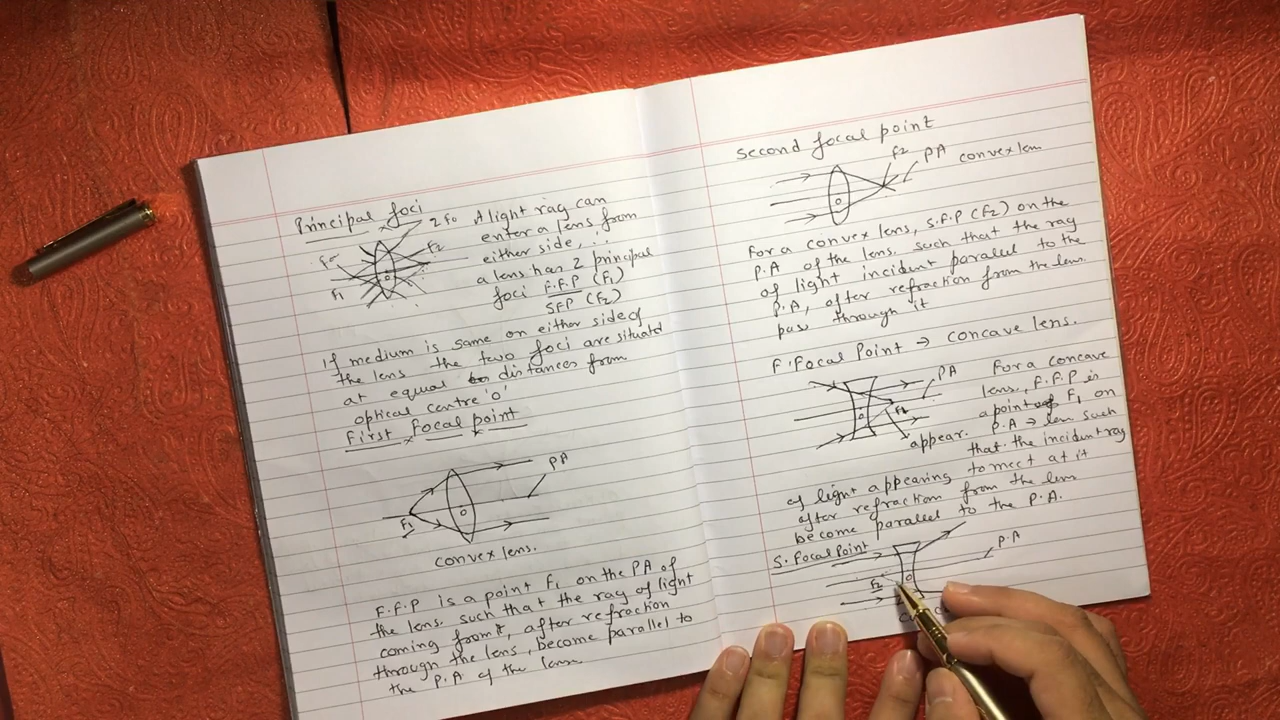 Principal foci
2F0
A light ray can
enter a lens from
either side, ∴
a lens has 2 principal
foci F.F.P (F1)
SFP (F2)
F2
F1
O
If medium is same on either side of
the lens the two foci are situated
at equal distances from
optical centre 'O'
First focal point
PA
F1
O
convex lens.
F.F.P is a point F1 on the PA of
the lens. such that the ray of light
coming from it, after refraction
through the lens, become parallel to
the P.A of the lens
Second focal point
F2
PA
convex len
O
For a convex lens, S.F.P (F2) on the
P.A of the lens. such that the ray
of light incident parallel to the
P.A, after refraction from the lens.
pass through it
F. Focal Point → concave lens.
PA
F1
O
For a concave
lens, F.F.P is
a point of F1 on
P.A → lens such
appear.
that the incident ray
of light appearing to meet at it
after refraction from the lens
become parallel to the P.A.
S. Focal Point
P.A
F2
O